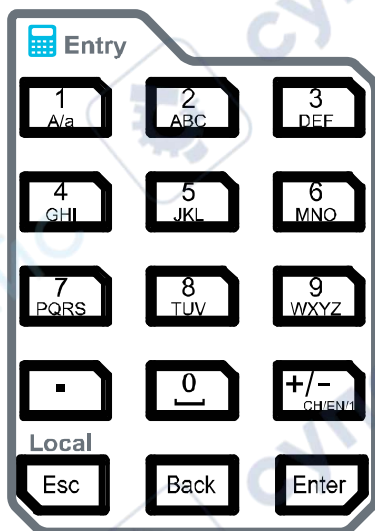 Entry
1 2 3
A/a ABC DEF
4 5 6
GHI JKL MNO
7 8 9
PQRS TUV WXYZ
. 0 +/-
CH/EN/1
Local
Esc Back Enter